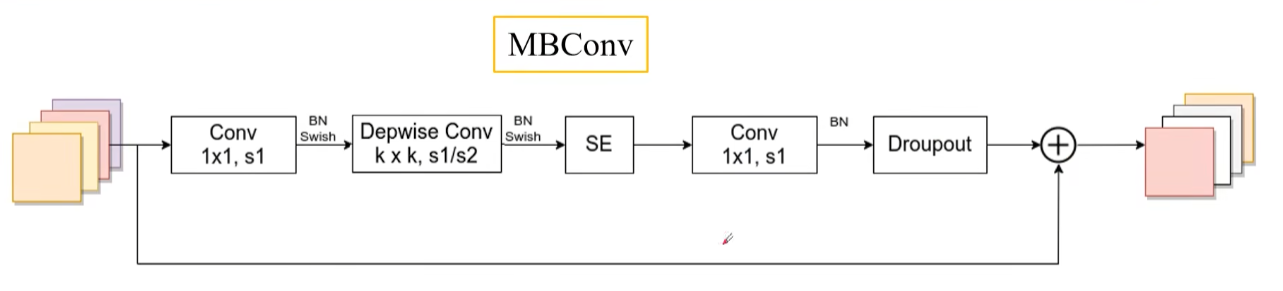 MBConv
Conv
1x1, s1
BN
Swish
Depwise Conv
k x k, s1/s2
BN
Swish
SE
Conv
1x1, s1
BN
Droupout